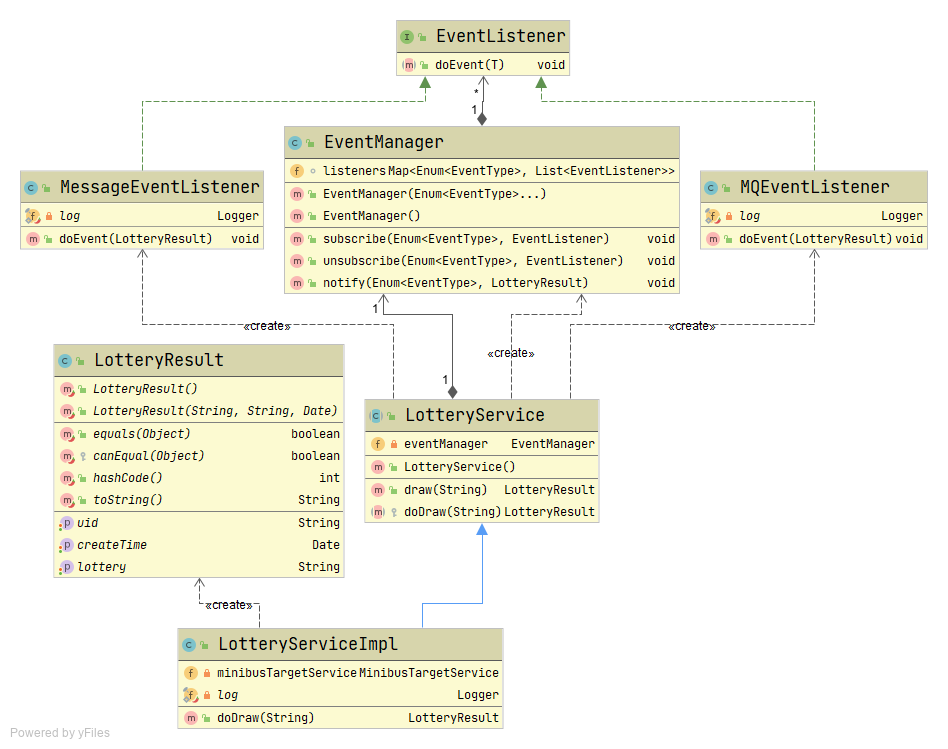 I EventListener
m doEvent(T) void
*
1
C EventManager
f listeners Map<Enum<EventType>, List<EventListener>>
m EventManager(Enum<EventType>...)
m EventManager()
m subscribe(Enum<EventType>, EventListener) void
m unsubscribe(Enum<EventType>, EventListener) void
m notify(Enum<EventType>, LotteryResult) void
C MessageEventListener
f log Logger
m doEvent(LotteryResult) void
C MQEventListener
f log Logger
m doEvent(LotteryResult) void
1
«create»
«create»
«create»
1
C LotteryResult
m LotteryResult()
m LotteryResult(String, String, Date)
m equals(Object) boolean
m canEqual(Object) boolean
m hashCode() int
m toString() String
p uid String
p createTime Date
p lottery String
C LotteryService
f eventManager EventManager
m LotteryService()
m draw(String) LotteryResult
m doDraw(String) LotteryResult
«create»
C LotteryServiceImpl
f minibusTargetService MinibusTargetService
f log Logger
m doDraw(String) LotteryResult
Powered by yFiles